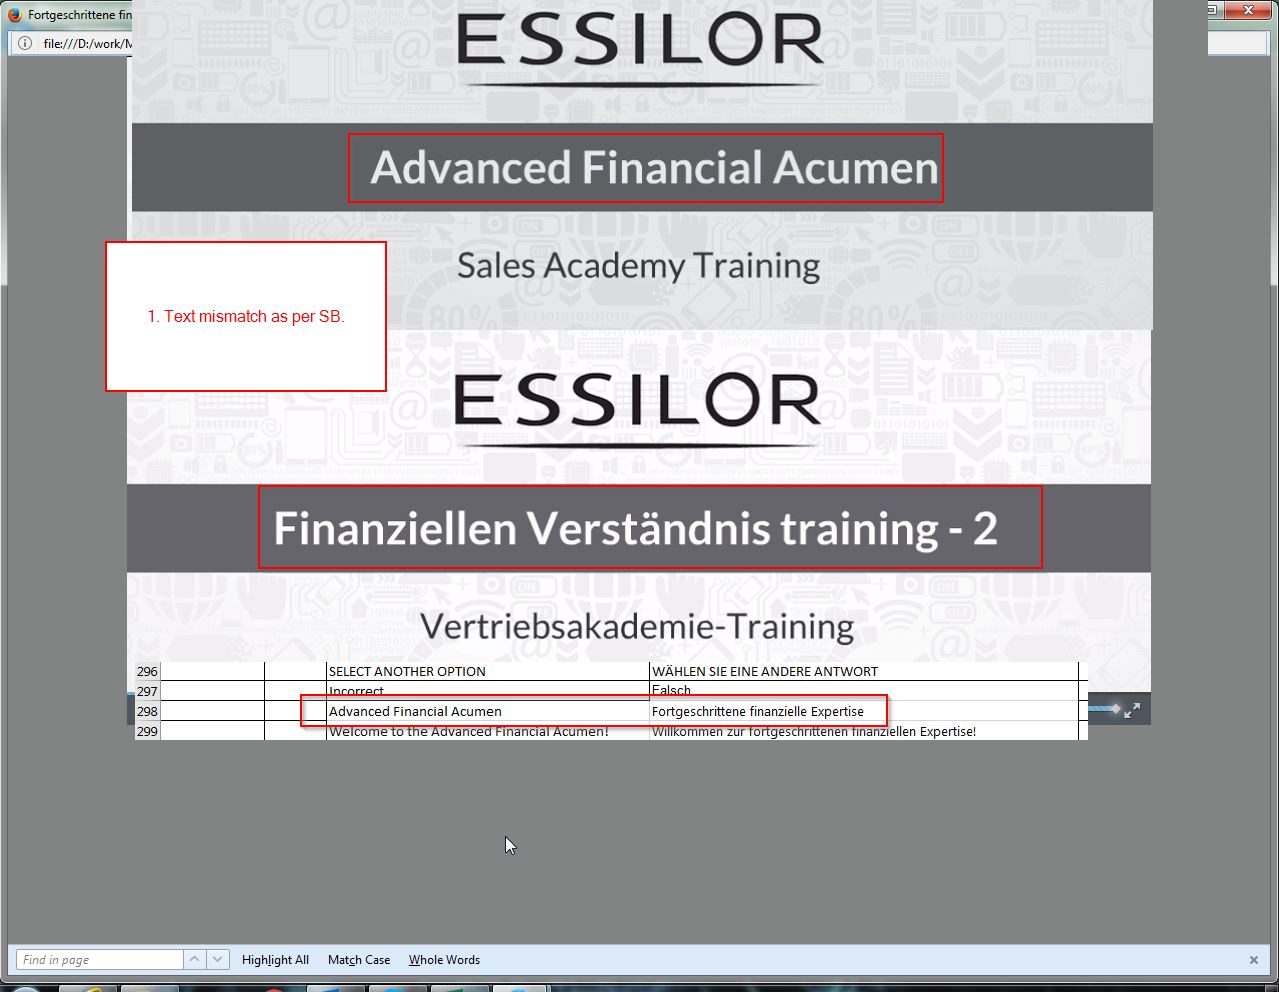 Fortgeschrittene fin
file:///D:/work/M
ESSILOR
Advanced Financial Acumen
Sales Academy Training
1. Text mismatch as per SB.
ESSILOR
Finanziellen Verständnis training - 2
Vertriebsakademie-Training
296 SELECT ANOTHER OPTION WÄHLEN SIE EINE ANDERE ANTWORT
297 Incorrect Falsch
298 Advanced Financial Acumen Fortgeschrittene finanzielle Expertise
299 Welcome to the Advanced Financial Acumen! Willkommen zur fortgeschrittenen finanziellen Expertise!
Find in page Highlight All Match Case Whole Words